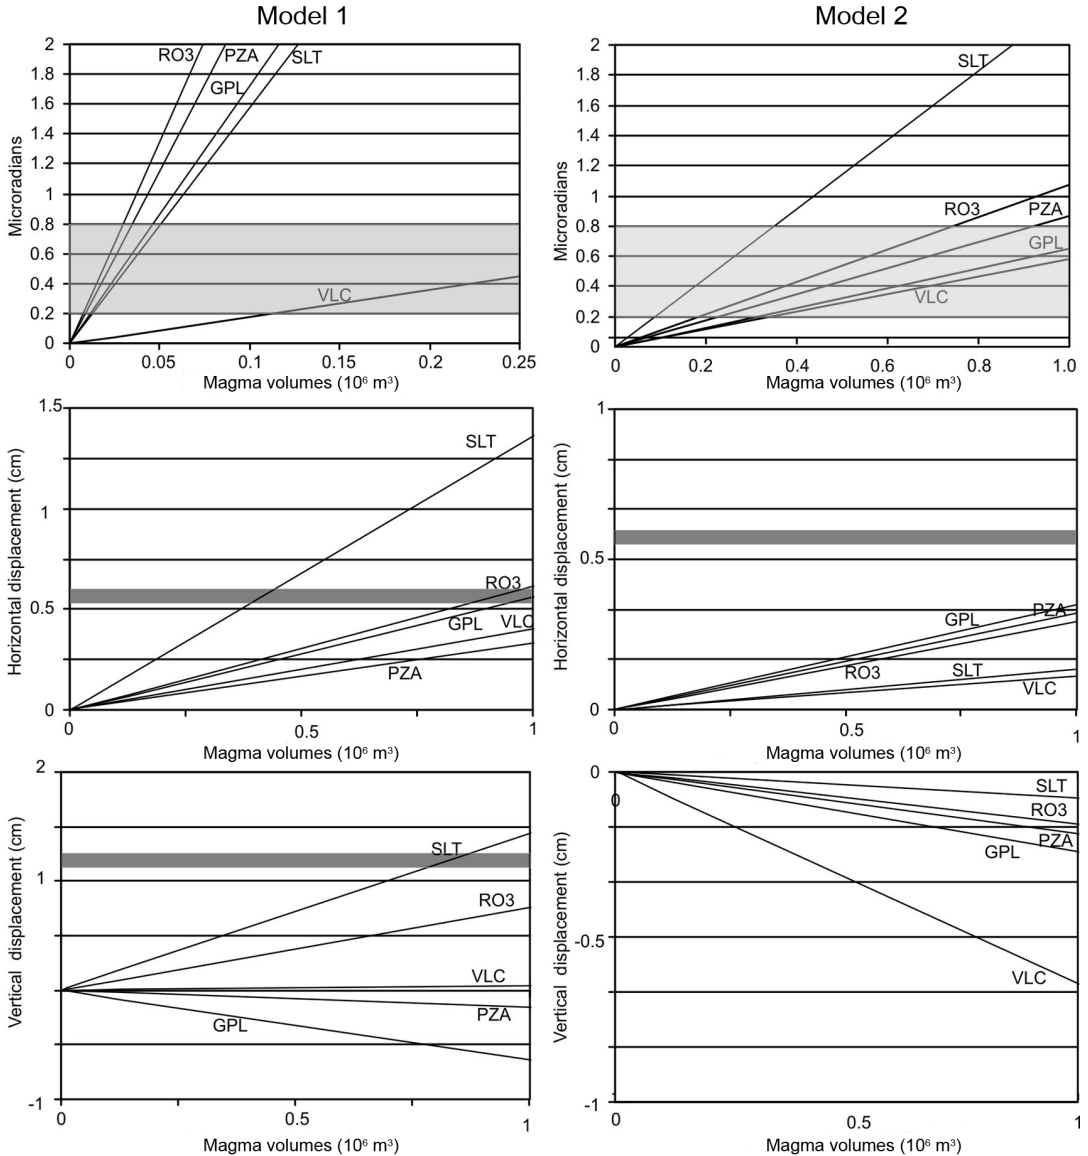 Model 1
Model 2
2
1.8
1.6
1.4
1.2
1
0.8
0.6
0.4
0.2
0
Microradians
RO3
PZA
SLT
GPL
VLC
0
0.05
0.1
0.15
0.2
0.25
Magma volumes (10⁶ m³)
2
1.8
1.6
1.4
1.2
1
0.8
0.6
0.4
0.2
0
Microradians
SLT
RO3
PZA
GPL
VLC
0
0.2
0.4
0.6
0.8
1.0
Magma volumes (10⁶ m³)
1.5
1
0.5
0
Horizontal displacement (cm)
SLT
RO3
GPL
VLC
PZA
0
0.5
1
Magma volumes (10⁶ m³)
1
0.5
0
Horizontal displacement (cm)
PZA
GPL
RO3
SLT
VLC
0
0.5
1
Magma volumes (10⁶ m³)
2
1
-1
Vertical displacement (cm)
SLT
RO3
VLC
PZA
GPL
0
0.5
1
Magma volumes (10⁶ m³)
0
0
-0.5
-1
Vertical displacement (cm)
SLT
RO3
PZA
GPL
VLC
0
0.5
1
Magma volumes (10⁶ m³)